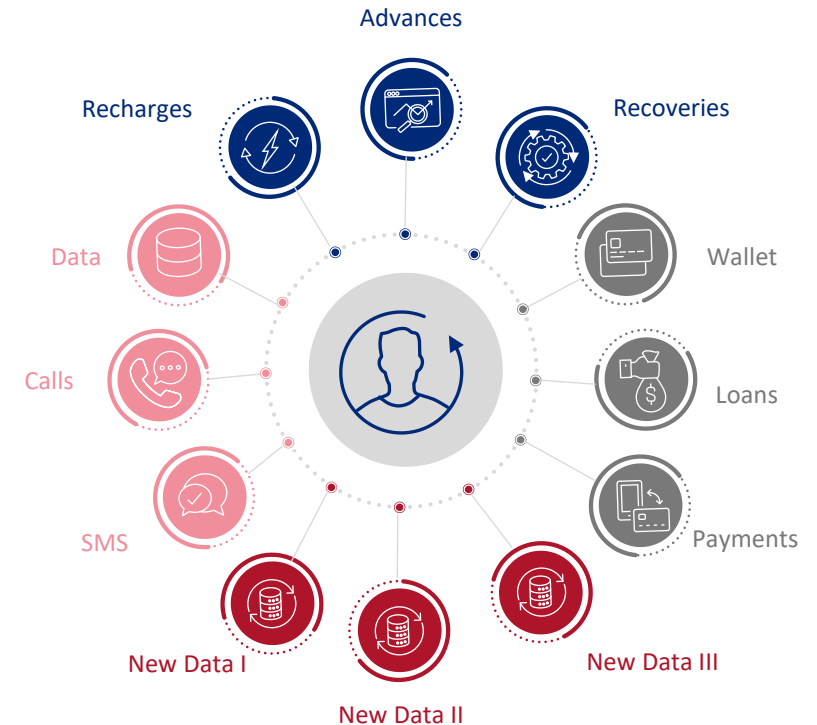 Advances
Recharges
Recoveries
Data
Wallet
Calls
Loans
SMS
Payments
New Data I
New Data III
New Data II
$